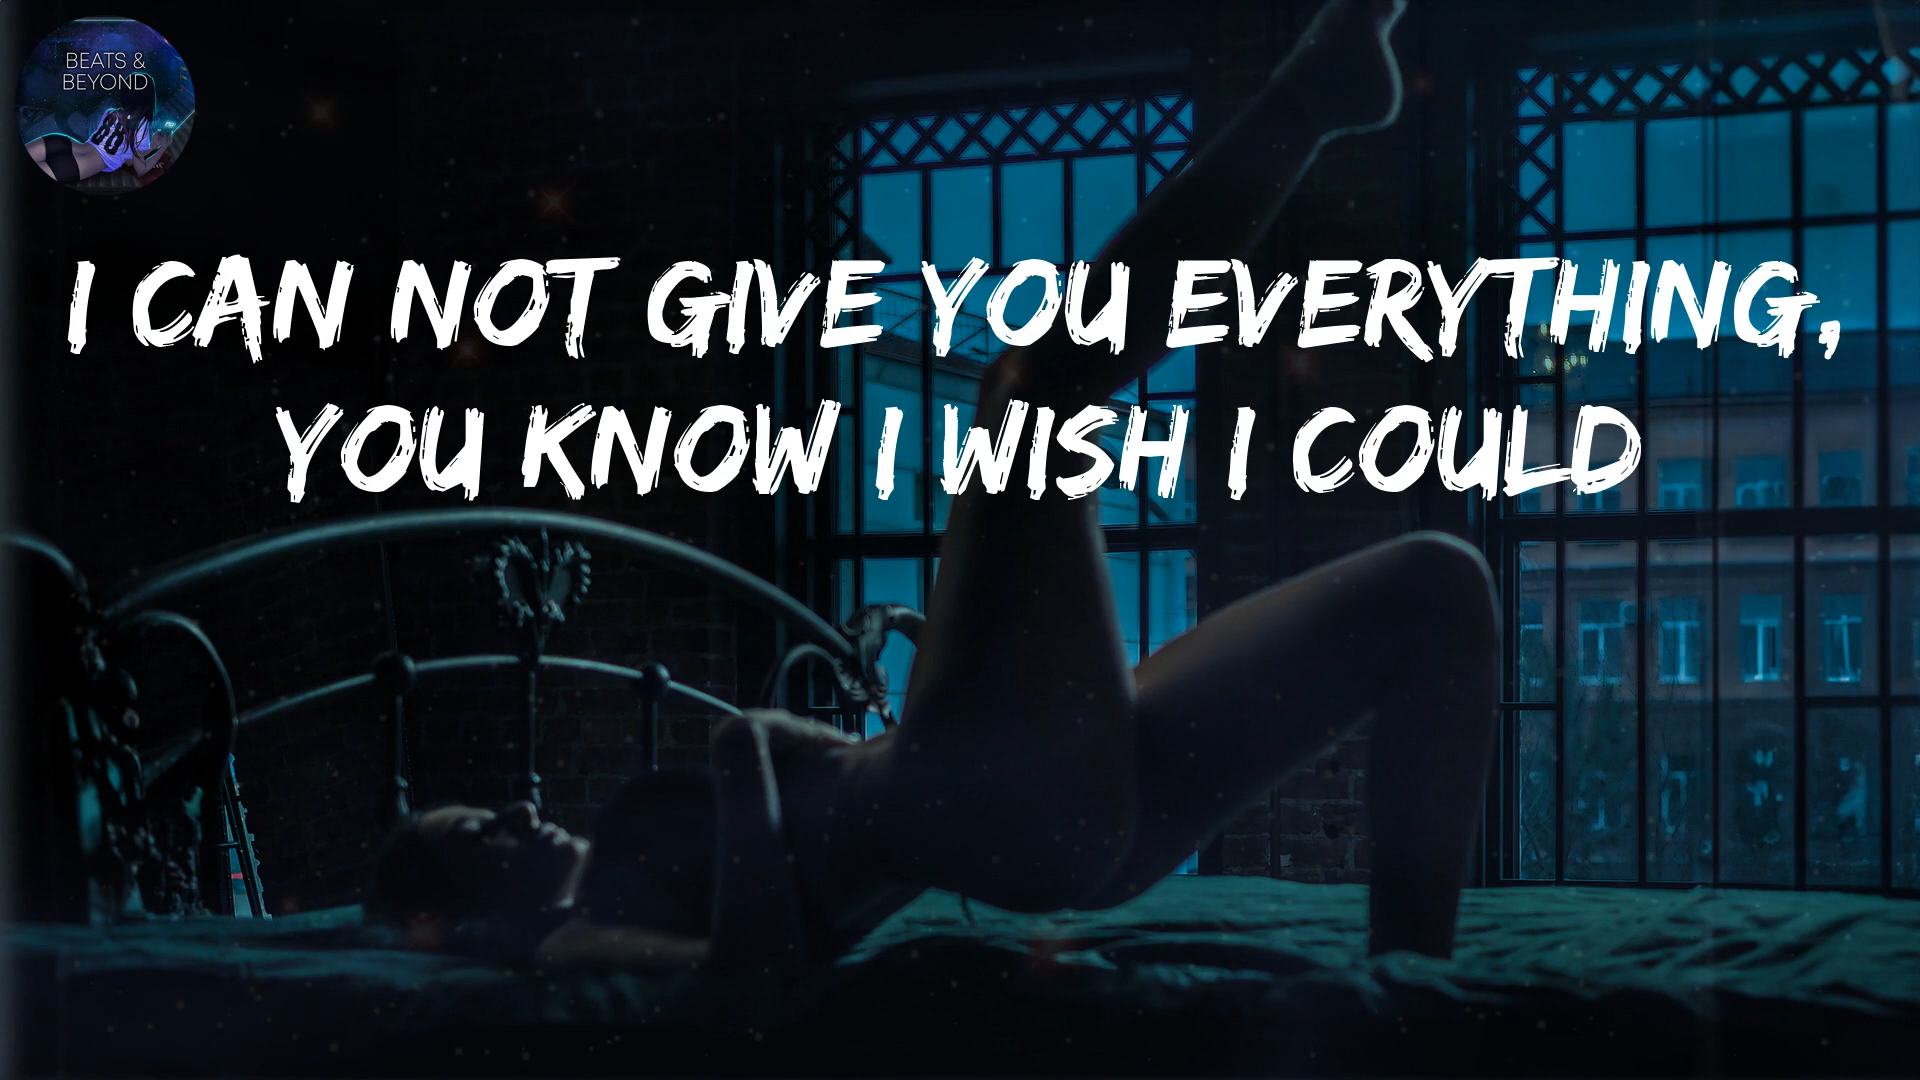 BEATS &
BEYOND
I CAN NOT GIVE YOU EVERYTHING,
YOU KNOW I WISH I COULD